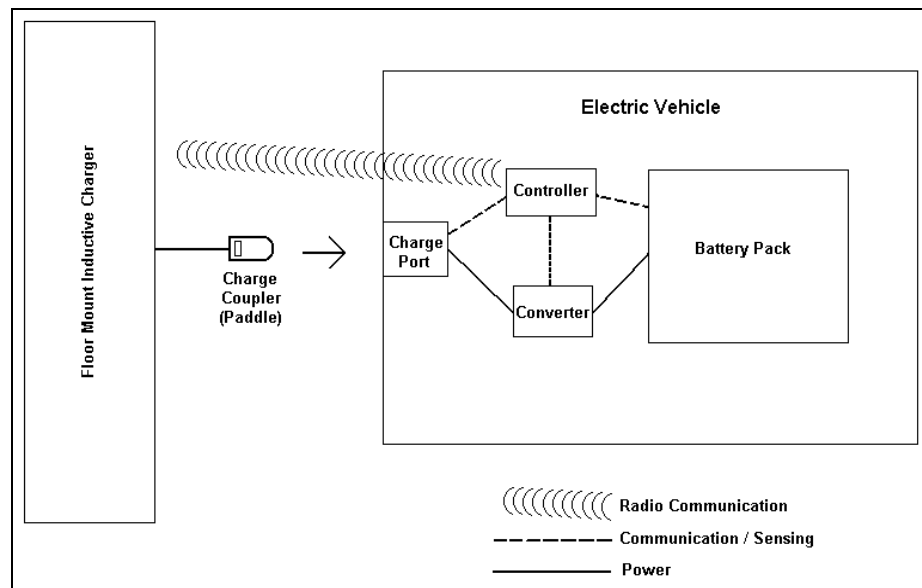 Floor Mount Inductive Charger
Charge
Coupler
(Paddle)
Electric Vehicle
Controller
Charge
Port
Converter
Battery Pack
Radio Communication
Communication / Sensing
Power